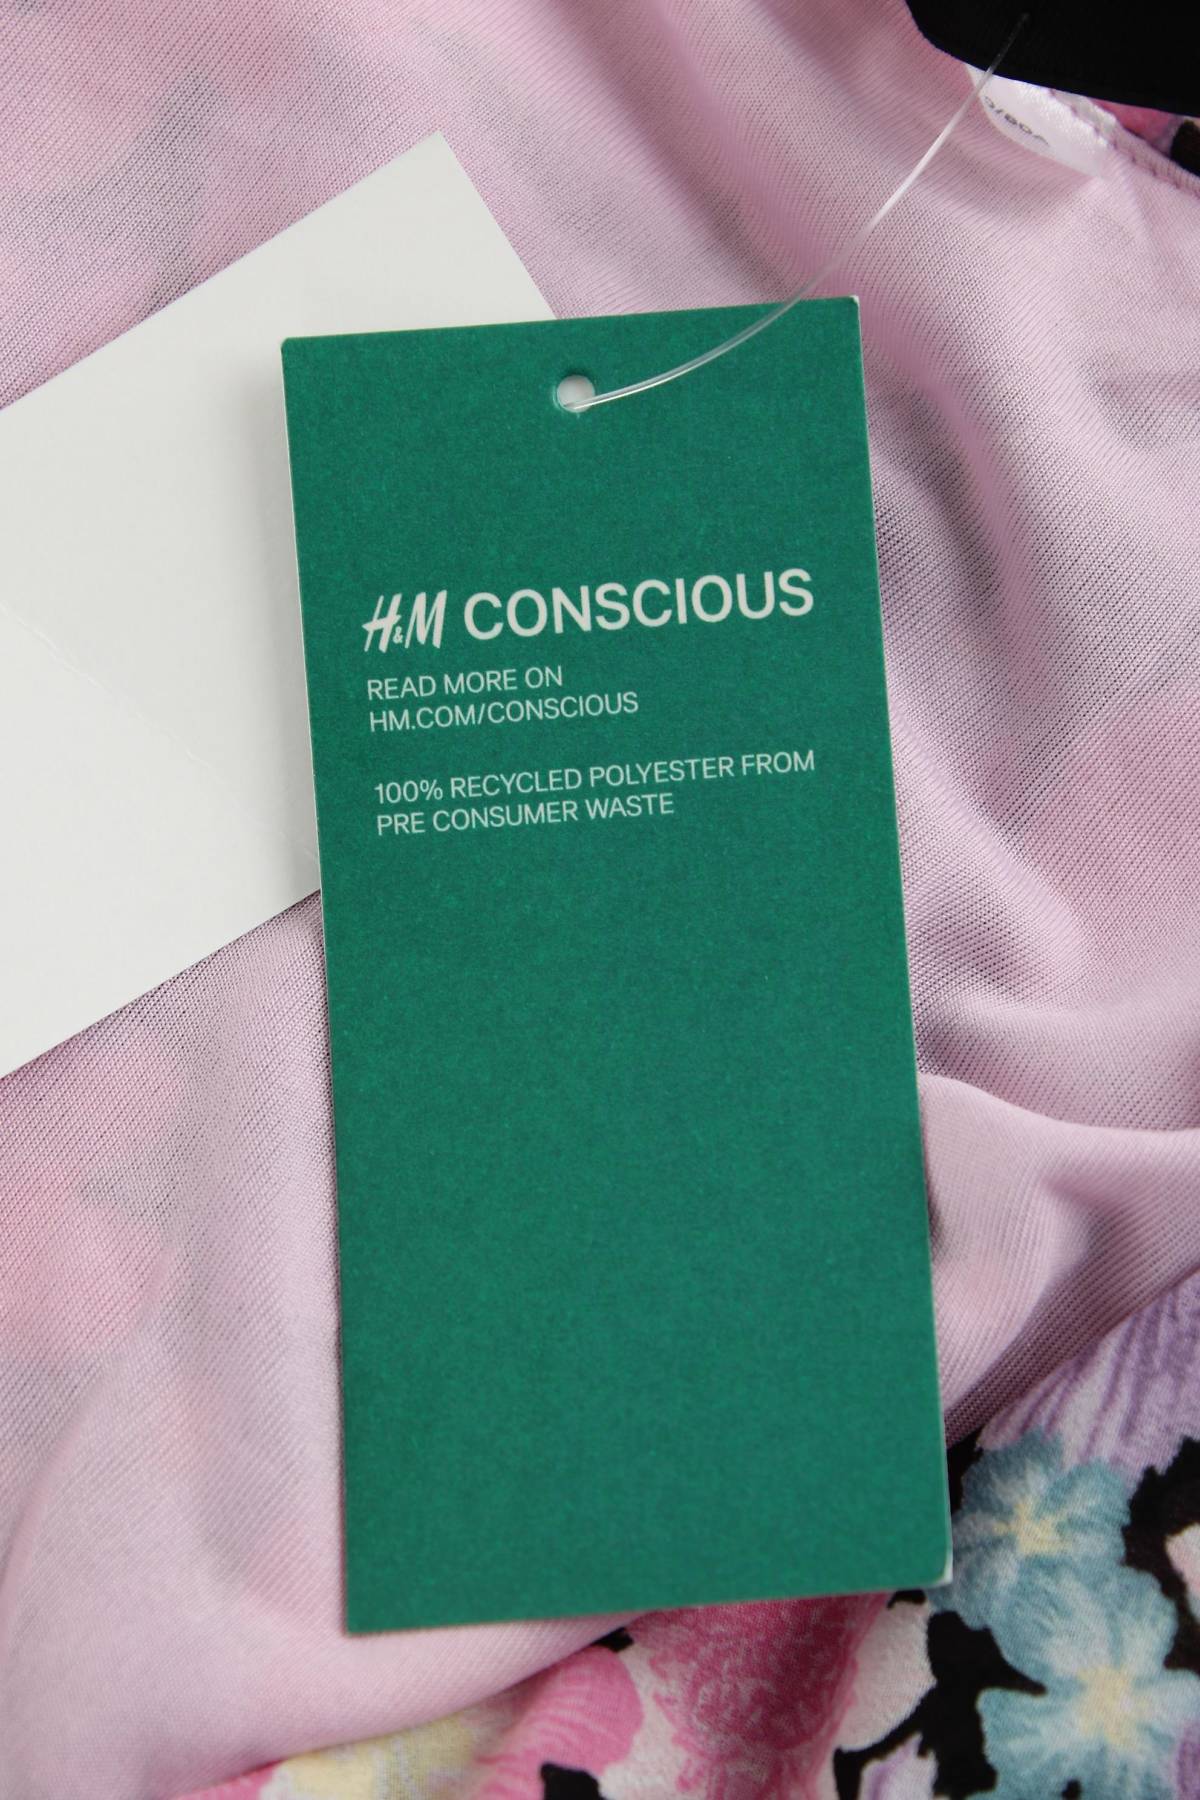 H&M CONSCIOUS
READ MORE ON
HM.COM/CONSCIOUS
100% RECYCLED POLYESTER FROM
PRE CONSUMER WASTE